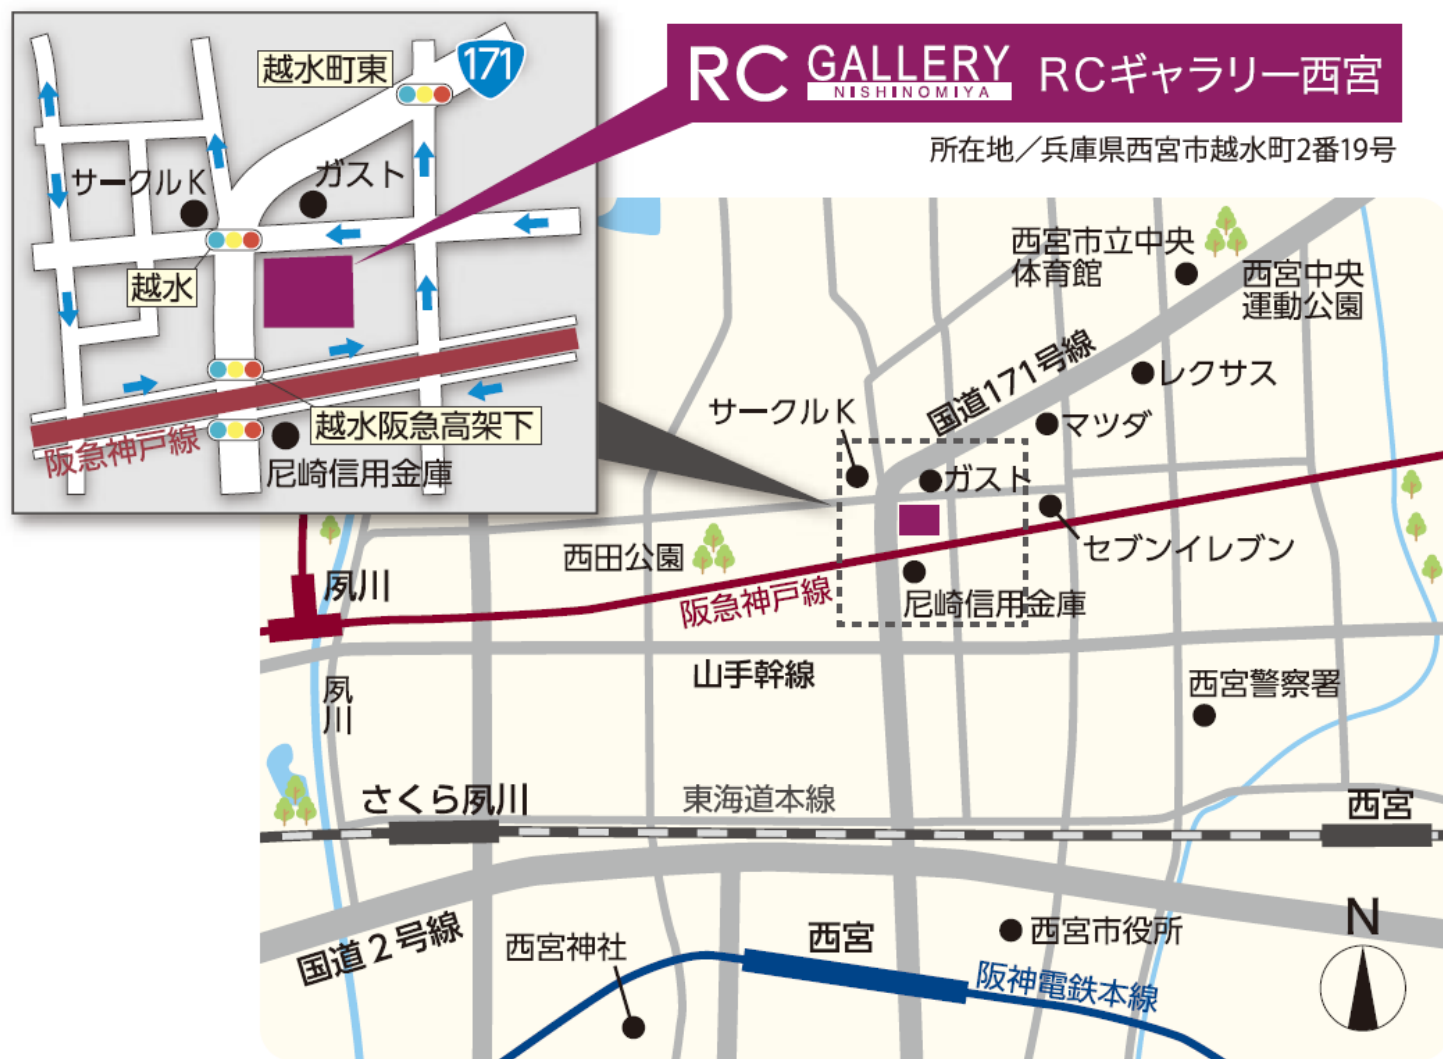 越水町東
171
サークルK
ガスト
越水
越水阪急高架下
阪急神戸線
尼崎信用金庫
RC GALLERY NISHINOMIYA RCギャラリー西宮
所在地／兵庫県西宮市越水町2番19号
西宮市立中央
体育館
西宮中央
運動公園
国道171号線
レクサス
サークルK
マツダ
ガスト
セブンイレブン
西田公園
夙川
阪急神戸線
尼崎信用金庫
山手幹線
西宮警察署
夙川
さくら夙川
東海道本線
西宮
国道2号線
西宮神社
西宮
西宮市役所
阪神電鉄本線
N